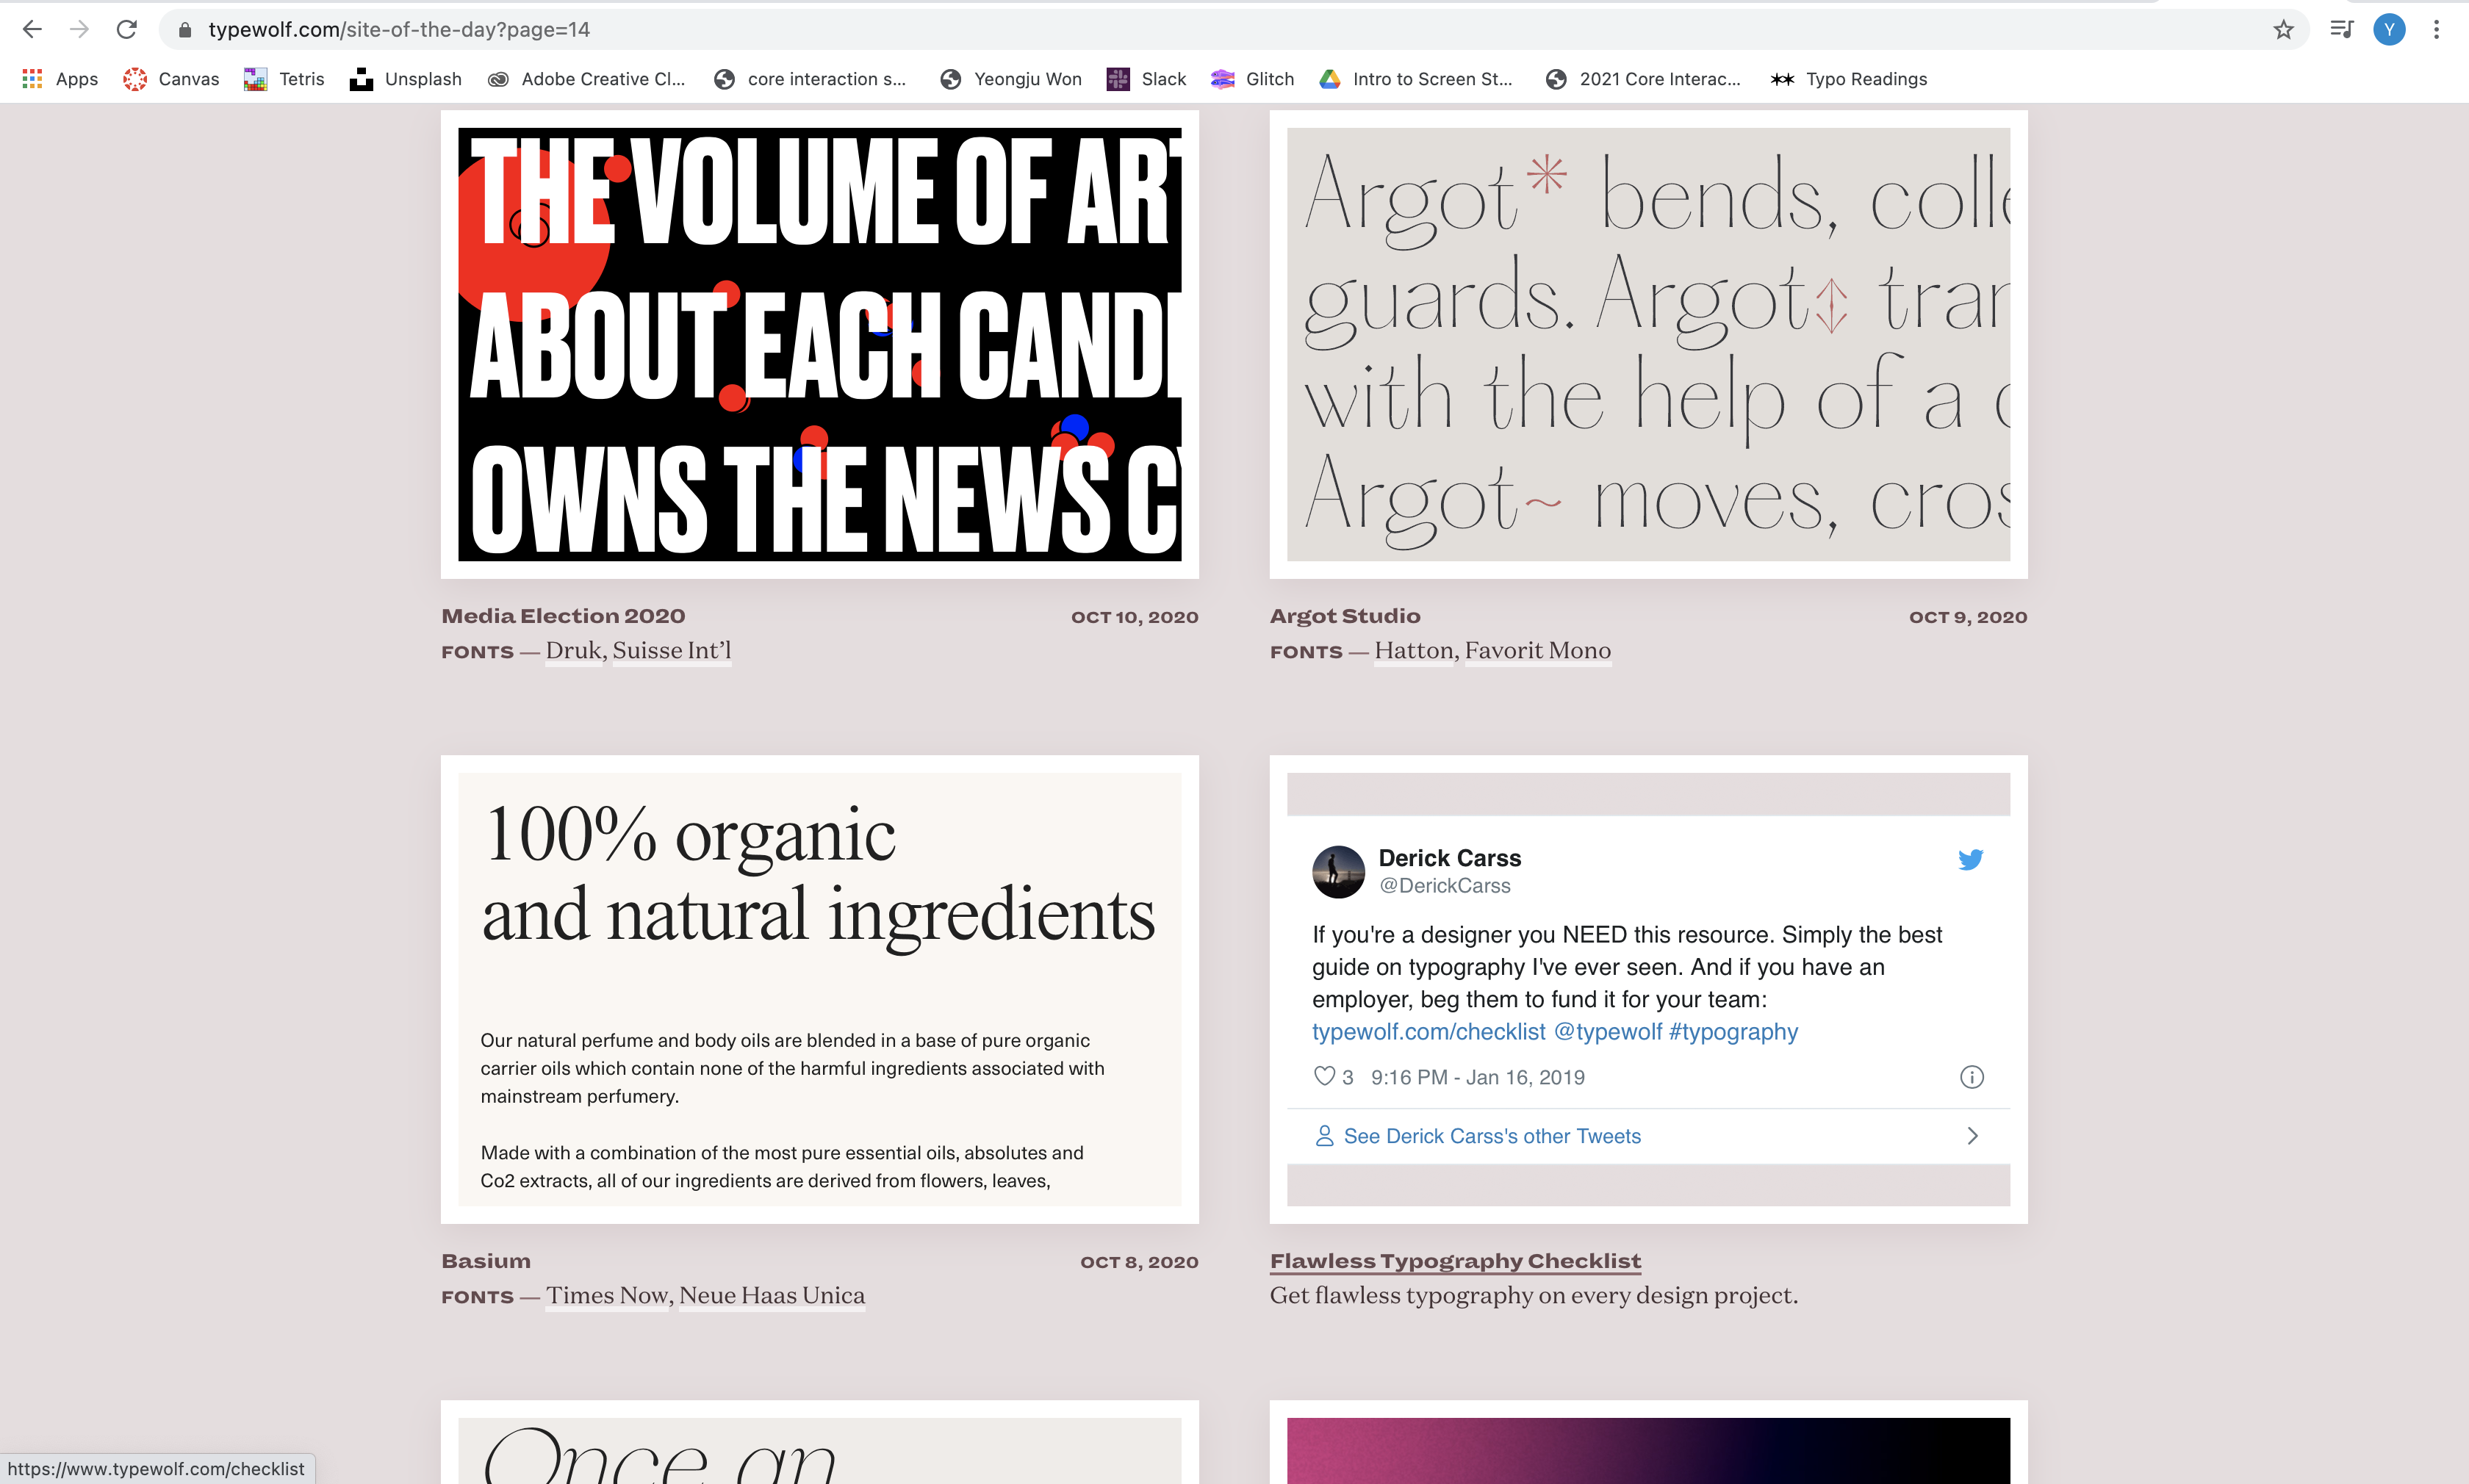 typewolf.com/site-of-the-day?page=14
Y
Apps Canvas Tetris Unsplash Adobe Creative Cl... core interaction s... Yeongju Won Slack Glitch Intro to Screen St... 2021 Core Interac... Typo Readings
THE VOLUME OF ART
ABOUT EACH CANDI
OWNS THE NEWS CY
Media Election 2020 OCT 10, 2020
FONTS — Druk, Suisse Int’l
Argot* bends, colle
guards. Argot↕ tran
with the help of a c
Argot~ moves, cros
Argot Studio OCT 9, 2020
FONTS — Hatton, Favorit Mono
100% organic
and natural ingredients
Our natural perfume and body oils are blended in a base of pure organic
carrier oils which contain none of the harmful ingredients associated with
mainstream perfumery.
Made with a combination of the most pure essential oils, absolutes and
Co2 extracts, all of our ingredients are derived from flowers, leaves,
Basium OCT 8, 2020
FONTS — Times Now, Neue Haas Unica
Derick Carss
@DerickCarss
If you're a designer you NEED this resource. Simply the best
guide on typography I've ever seen. And if you have an
employer, beg them to fund it for your team:
typewolf.com/checklist @typewolf #typography
3 9:16 PM - Jan 16, 2019
See Derick Carss's other Tweets
Flawless Typography Checklist
Get flawless typography on every design project.
Once an
https://www.typewolf.com/checklist